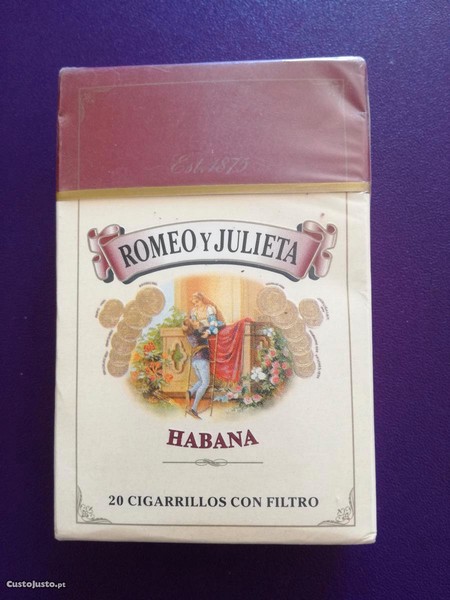 Est. 1875
ROMEO Y JULIETA
HABANA
20 CIGARRILLOS CON FILTRO
CustoJusto.pt